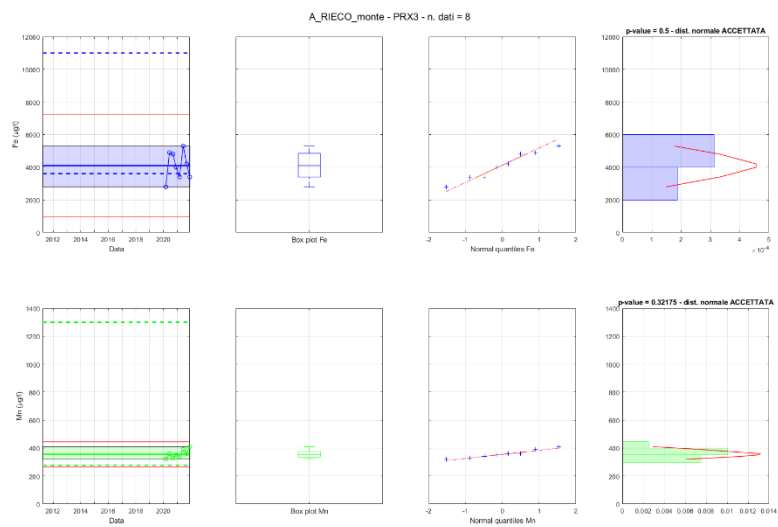 A_RIECO_monte - PRX3 - n. dati = 8
p-value = 0.5 - dist. normale ACCETTATA
12000
10000
8000
6000
4000
2000
0
Fe (µg/l)
2012 2014 2016 2018 2020
Data
Box plot Fe
-2 -1 0 1 2
Normal quantiles Fe
12000
10000
8000
6000
4000
2000
0
0 1 2 3 4 5
×10⁻⁴
p-value = 0.32175 - dist. normale ACCETTATA
1400
1200
1000
800
600
400
200
0
Mn (µg/l)
2012 2014 2016 2018 2020
Data
Box plot Mn
-2 -1 0 1 2
Normal quantiles Mn
1400
1200
1000
800
600
400
200
0
0 0.002 0.004 0.006 0.008 0.01 0.012 0.014